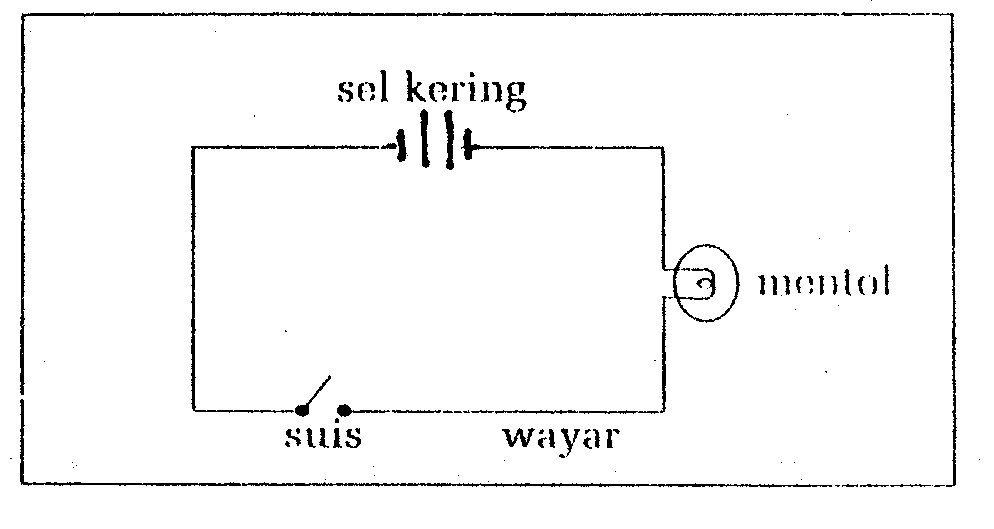 sel kering
mentol
suis
wayar